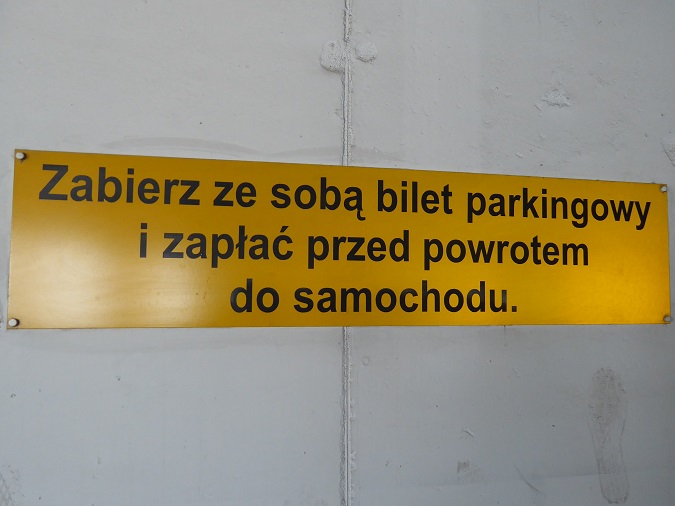 Zabierz ze sobą bilet parkingowy
i zapłać przed powrotem
do samochodu.